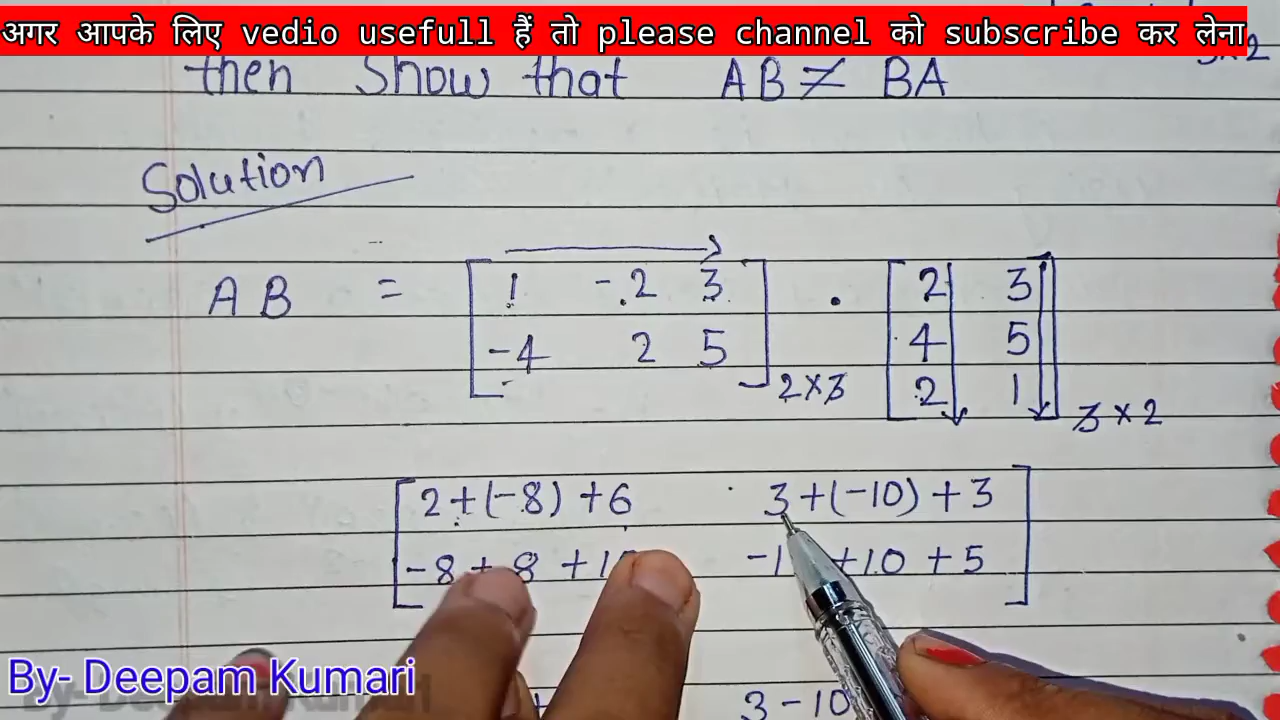 अगर आपके लिए vedio usefull हैं तो please channel को subscribe कर लेना
then Show that AB ≠ BA
Solution
AB = [ 1 -2 3 ] . [ 2 3 ]
-4 2 5 4 5
2×3 2 1
3×2
2+(-8)+6 3+(-10)+3
-8+8+10 +10+5
3-10
By- Deepam Kumari